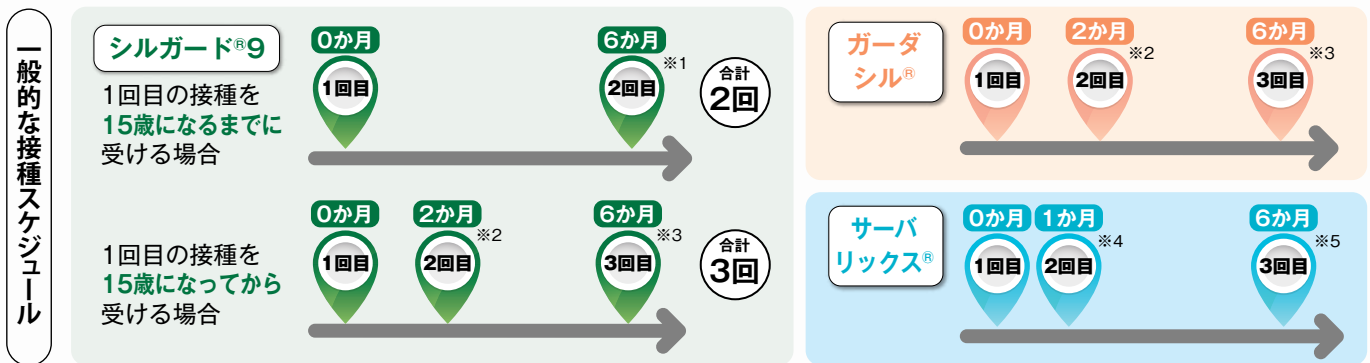 一般的な接種スケジュール
シルガード®9
1回目の接種を
15歳になるまでに
受ける場合
0か月
1回目
6か月
2回目
※1
合計
2回
1回目の接種を
15歳になってから
受ける場合
0か月
1回目
2か月
2回目
※2
6か月
3回目
※3
合計
3回
ガーダ
シル®
0か月
1回目
2か月
2回目
※2
6か月
3回目
※3
サーバ
リックス®
0か月
1回目
1か月
2回目
※4
6か月
3回目
※5